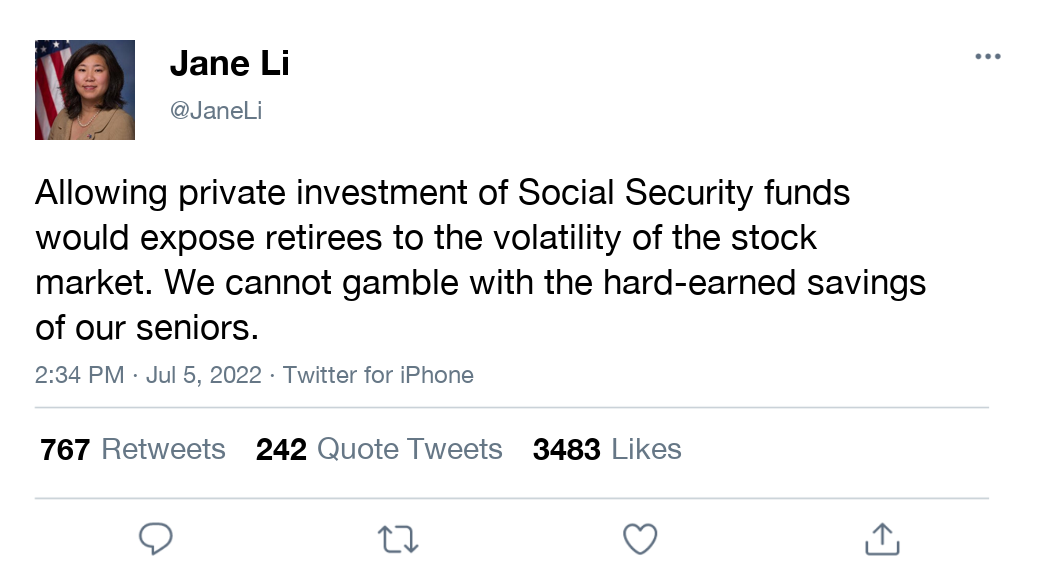 Jane Li
@JaneLi
Allowing private investment of Social Security funds
would expose retirees to the volatility of the stock
market. We cannot gamble with the hard-earned savings
of our seniors.
2:34 PM · Jul 5, 2022 · Twitter for iPhone
767 Retweets 242 Quote Tweets 3483 Likes